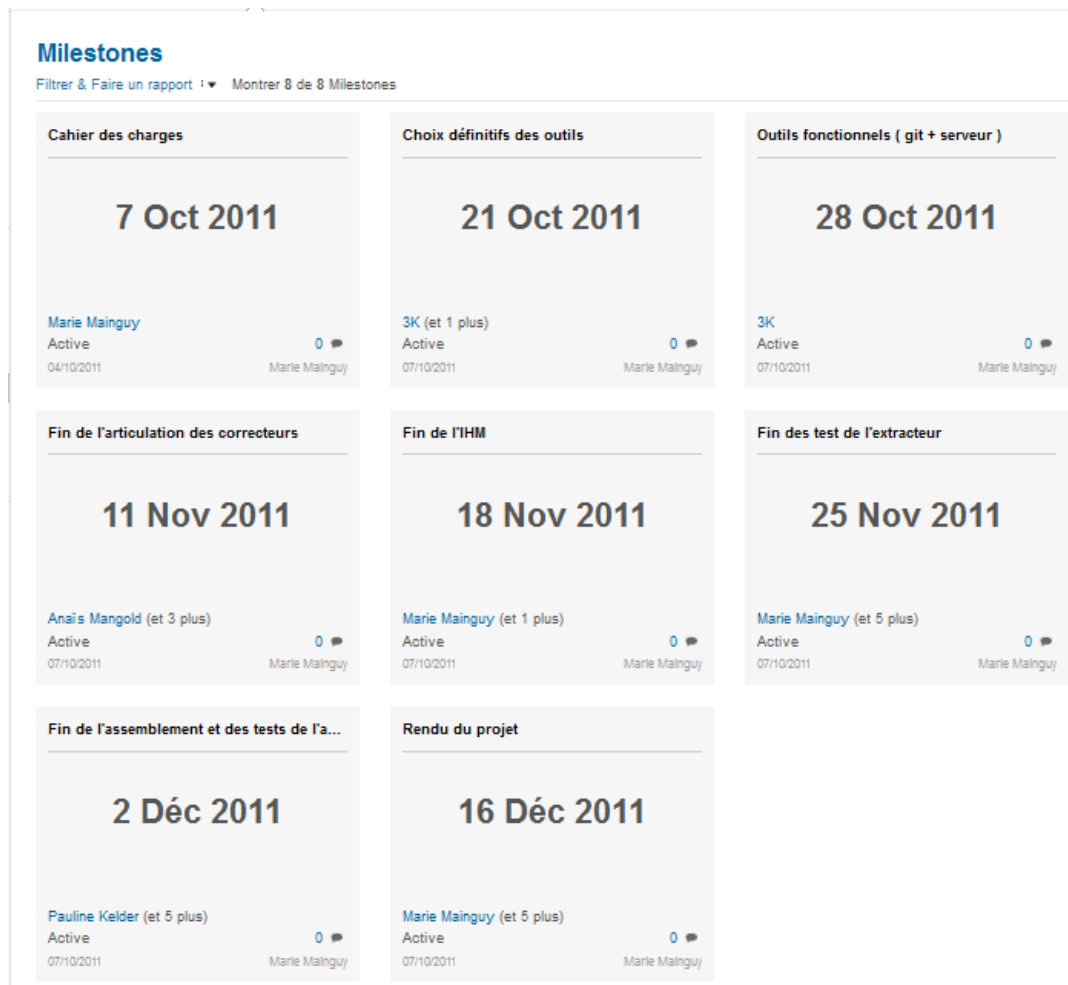 Milestones
Filtrer & Faire un rapport Montrer 8 de 8 Milestones
Cahier des charges
7 Oct 2011
Marie Mainguy
Active 0
04/10/2011 Marie Mainguy
Choix définitifs des outils
21 Oct 2011
3K (et 1 plus)
Active 0
07/10/2011 Marie Mainguy
Outils fonctionnels ( git + serveur )
28 Oct 2011
3K
Active 0
07/10/2011 Marie Mainguy
Fin de l'articulation des correcteurs
11 Nov 2011
Anaïs Mangold (et 3 plus)
Active 0
07/10/2011 Marie Mainguy
Fin de l'IHM
18 Nov 2011
Marie Mainguy (et 1 plus)
Active 0
07/10/2011 Marie Mainguy
Fin des test de l'extracteur
25 Nov 2011
Marie Mainguy (et 5 plus)
Active 0
07/10/2011 Marie Mainguy
Fin de l'assemblement et des tests de l'a...
2 Déc 2011
Pauline Kelder (et 5 plus)
Active 0
07/10/2011 Marie Mainguy
Rendu du projet
16 Déc 2011
Marie Mainguy (et 5 plus)
Active 0
07/10/2011 Marie Mainguy